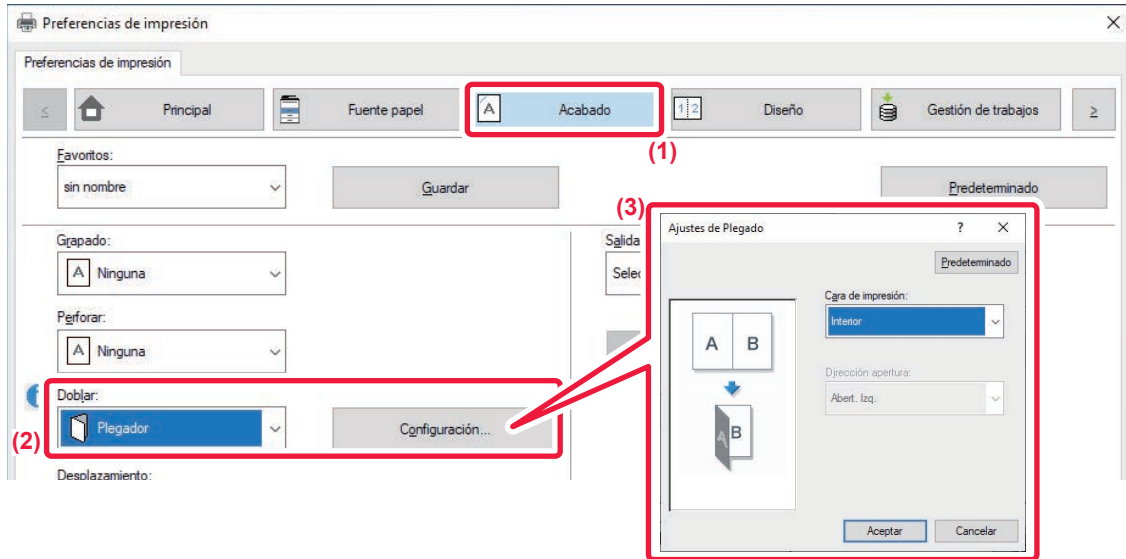 Preferencias de impresión
Preferencias de impresión
< Principal Fuente papel A Acabado 1 2 Diseño Gestión de trabajos >
(1)
Favoritos:
sin nombre Guardar Predeterminado
(3)
Ajustes de Plegado ?
Predeterminado
Grapado:
A Ninguna
Salida
Perforar:
A Ninguna
Cara de impresión:
Interior
A B
Dirección apertura:
Abert. Izq.
A B
Doblar:
(2) Plegador Configuración...
Desplazamiento:
Aceptar Cancelar